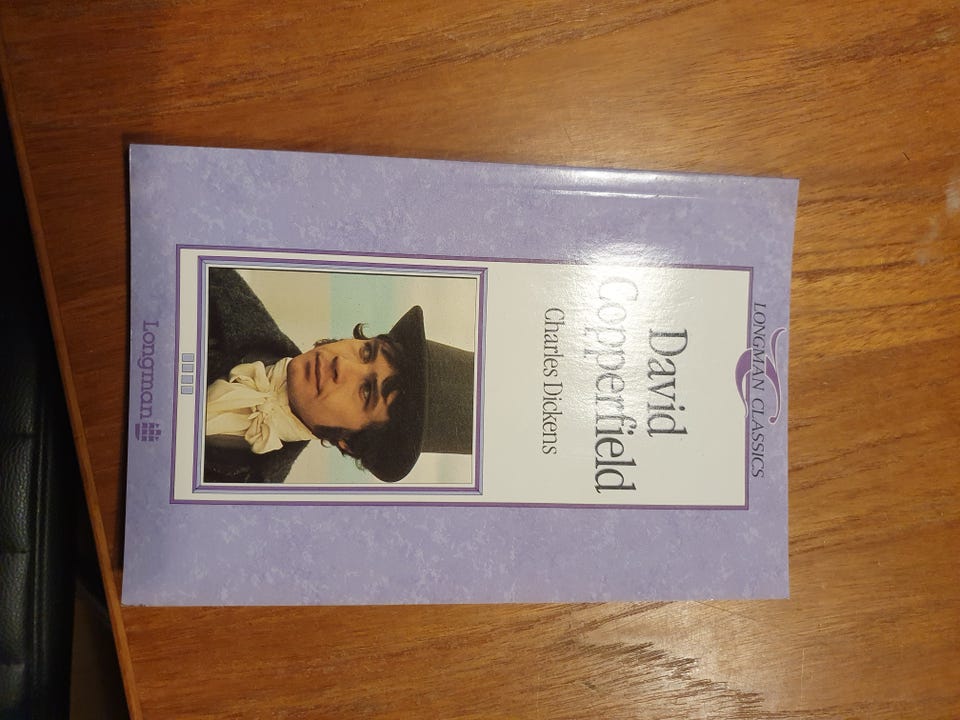 LONGMAN CLASSICS
David
Copperfield
Charles Dickens
Longman